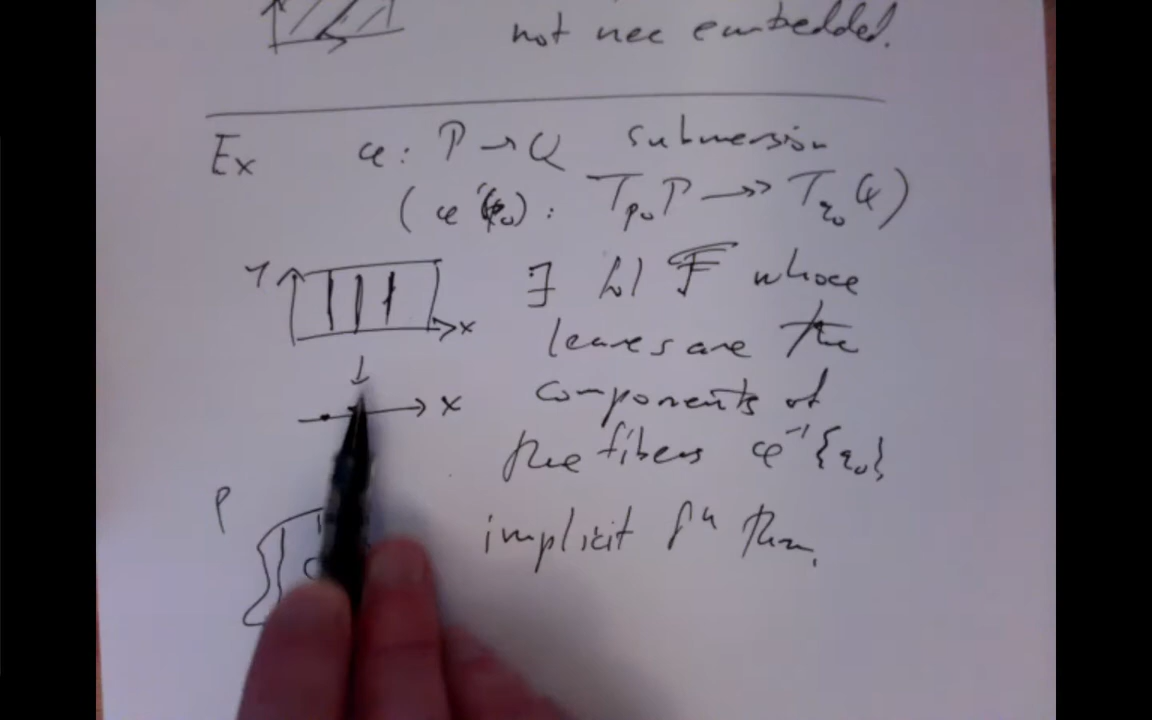 not nec embedded.
Ex φ: P → Q submersion
(φ'(p₀) : T_{p₀}P ↠ T_{q₀}Q)
Y ∃ 𝓕 whose
x leaves are the
x components of
the fibers φ⁻¹{q₀}
P implicit fⁿ thm.